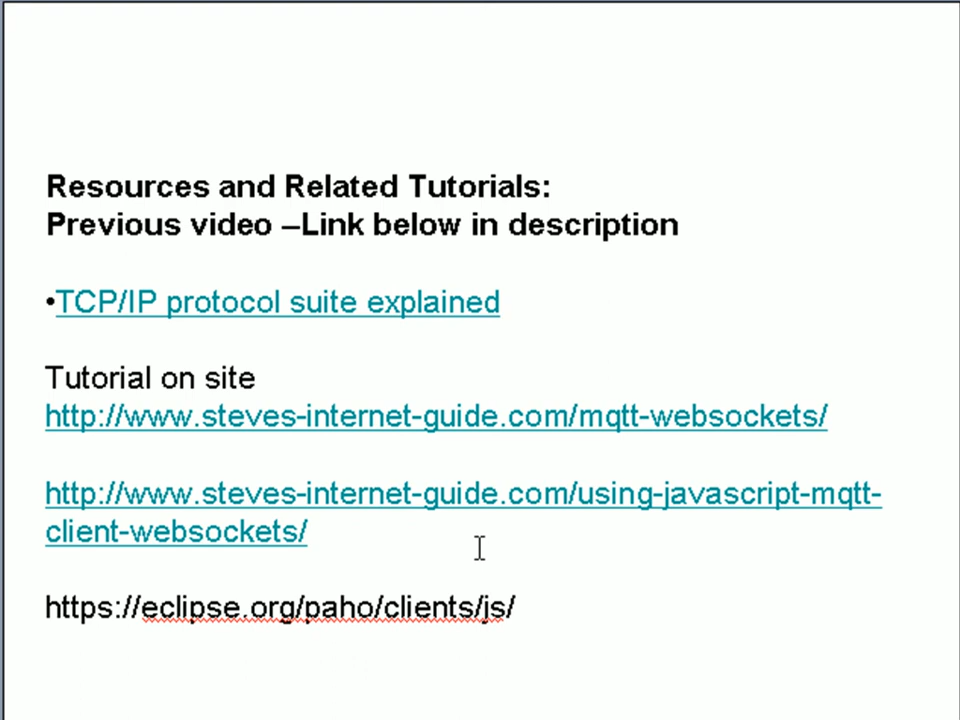 Resources and Related Tutorials:
Previous video –Link below in description
•TCP/IP protocol suite explained
Tutorial on site
http://www.steves-internet-guide.com/mqtt-websockets/
http://www.steves-internet-guide.com/using-javascript-mqtt-
client-websockets/
https://eclipse.org/paho/clients/js/